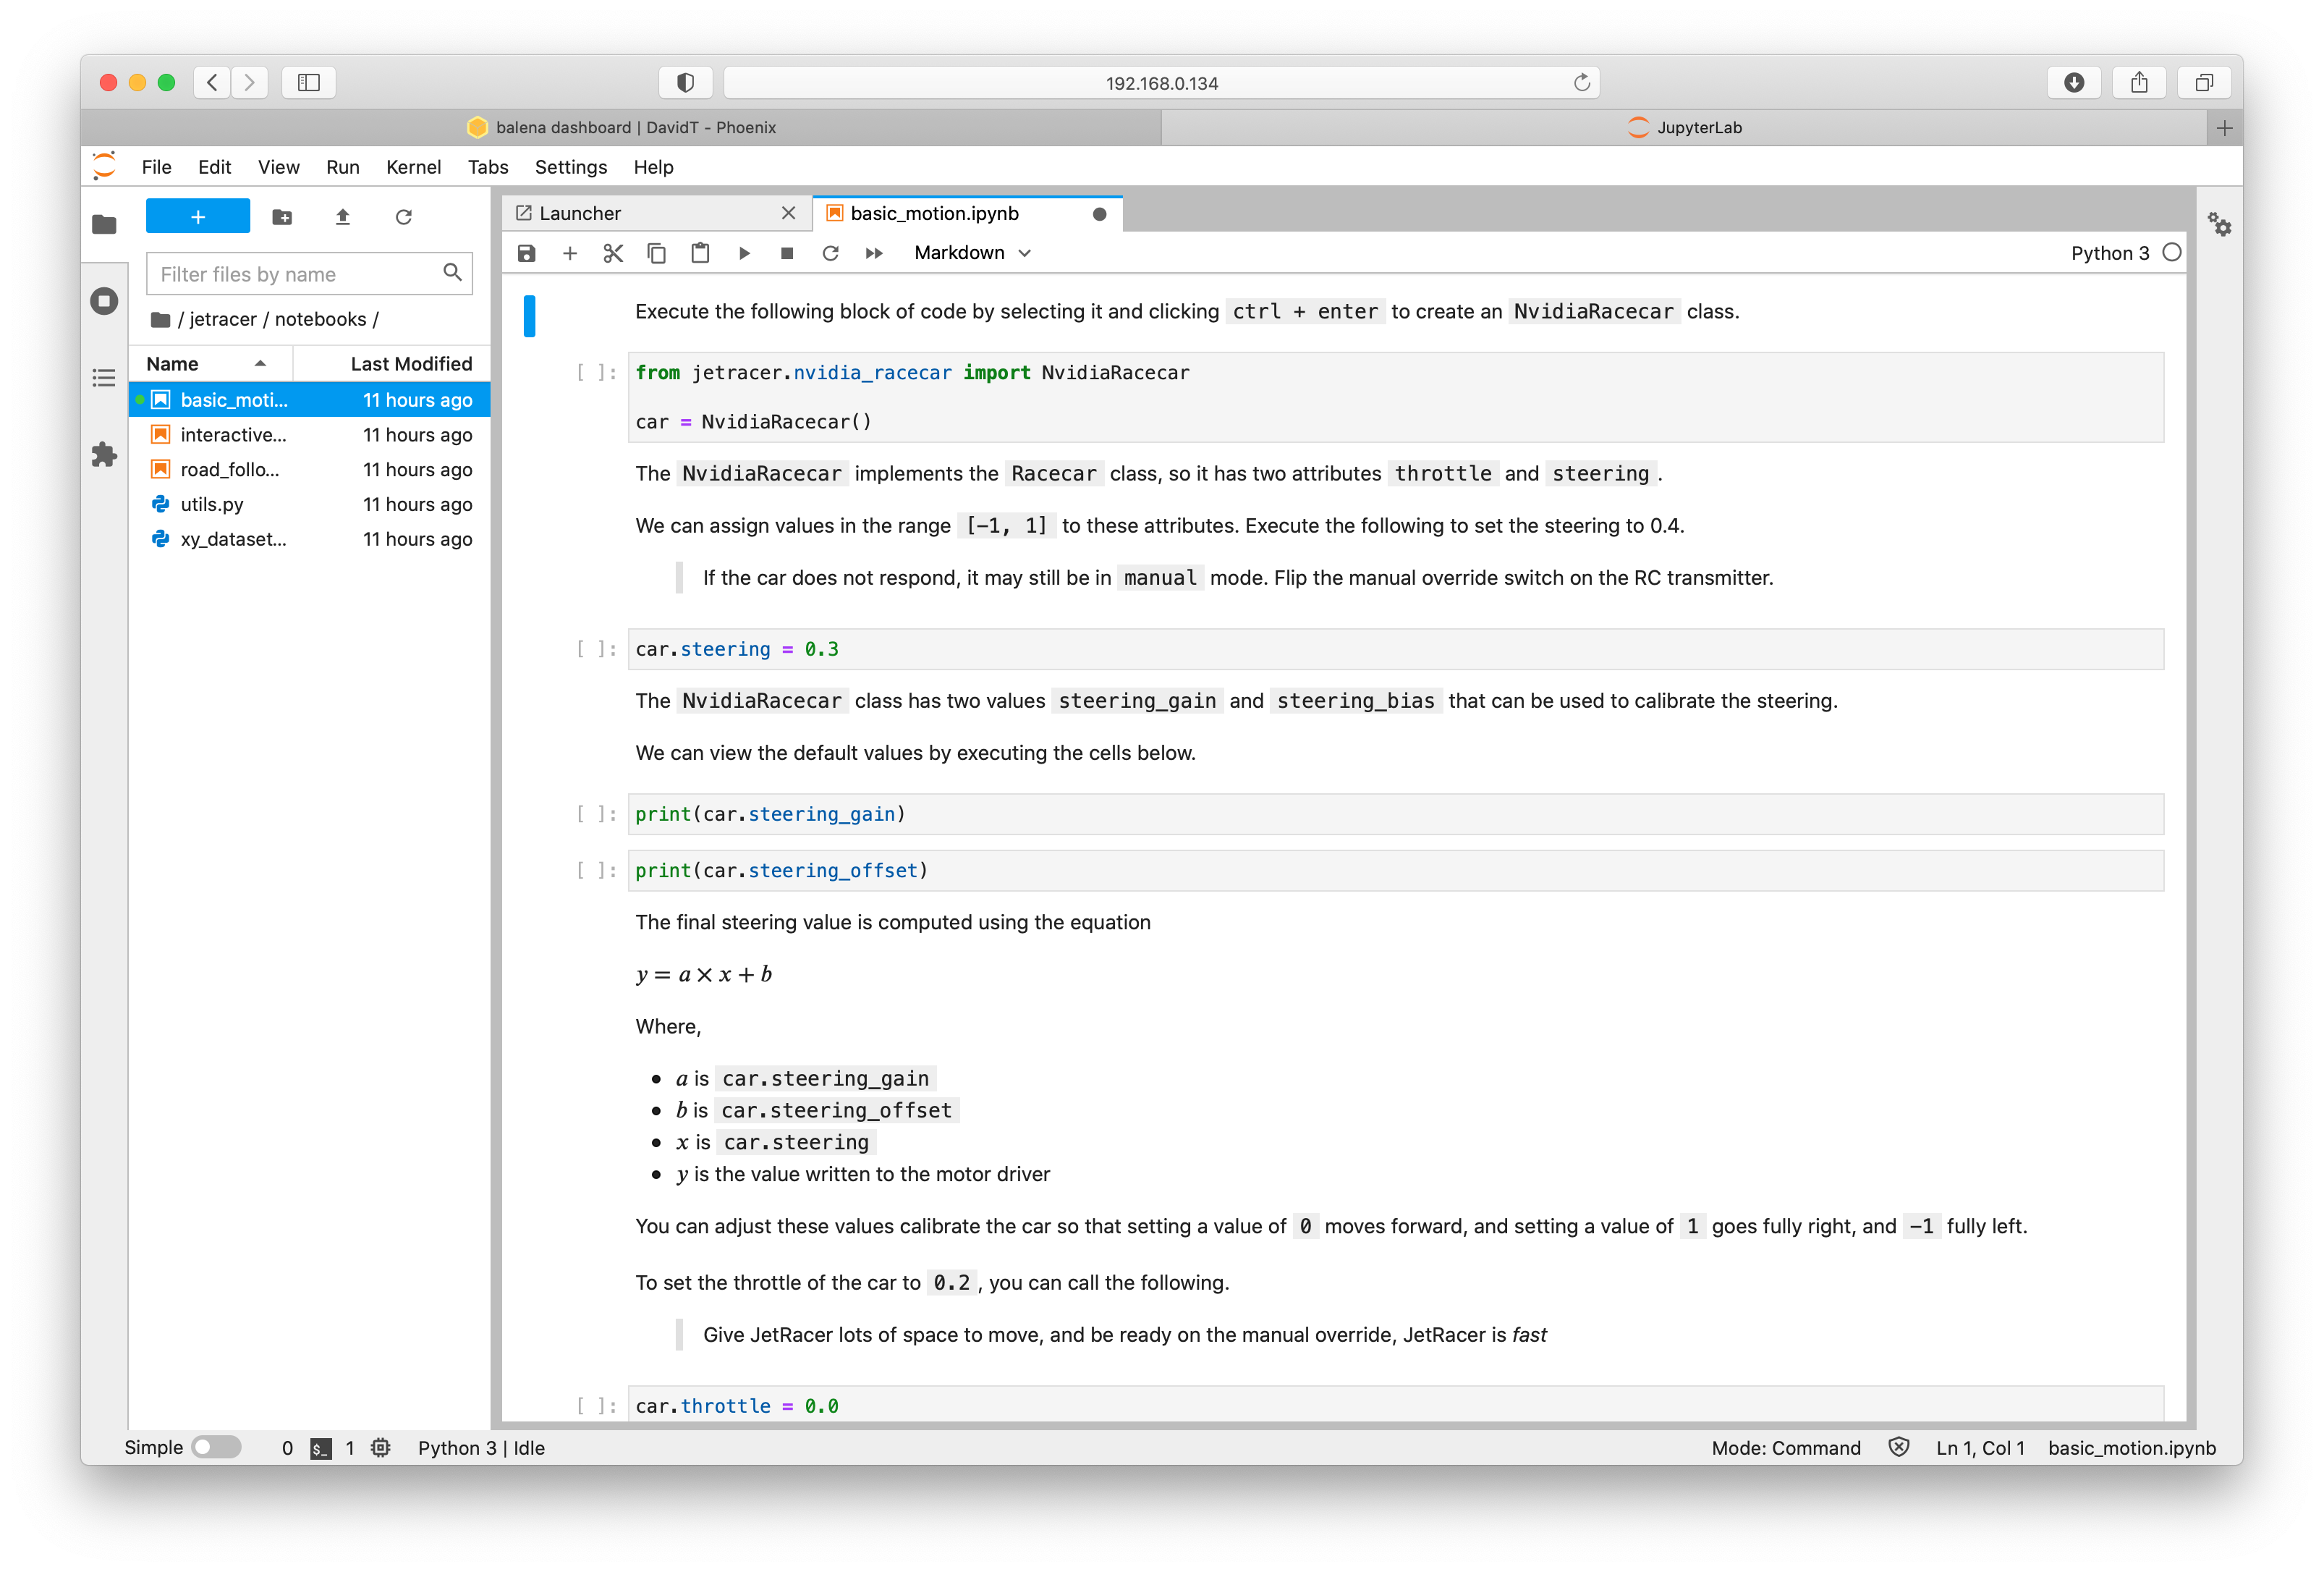 192.168.0.134
balena dashboard | DavidT - Phoenix
JupyterLab
File Edit View Run Kernel Tabs Settings Help
Launcher
basic_motion.ipynb
Filter files by name
Markdown
Python 3
/ jetracer / notebooks /
Name Last Modified
basic_moti... 11 hours ago
interactive... 11 hours ago
road_follo... 11 hours ago
utils.py 11 hours ago
xy_dataset... 11 hours ago
Execute the following block of code by selecting it and clicking ctrl + enter to create an NvidiaRacecar class.
[ ]: from jetracer.nvidia_racecar import NvidiaRacecar
car = NvidiaRacecar()
The NvidiaRacecar implements the Racecar class, so it has two attributes throttle and steering .
We can assign values in the range [-1, 1] to these attributes. Execute the following to set the steering to 0.4.
If the car does not respond, it may still be in manual mode. Flip the manual override switch on the RC transmitter.
[ ]: car.steering = 0.3
The NvidiaRacecar class has two values steering_gain and steering_bias that can be used to calibrate the steering.
We can view the default values by executing the cells below.
[ ]: print(car.steering_gain)
[ ]: print(car.steering_offset)
The final steering value is computed using the equation
y = a × x + b
Where,
• a is car.steering_gain
• b is car.steering_offset
• x is car.steering
• y is the value written to the motor driver
You can adjust these values calibrate the car so that setting a value of 0 moves forward, and setting a value of 1 goes fully right, and -1 fully left.
To set the throttle of the car to 0.2 , you can call the following.
Give JetRacer lots of space to move, and be ready on the manual override, JetRacer is fast
[ ]: car.throttle = 0.0
Simple 0 $_ 1 Python 3 | Idle Mode: Command Ln 1, Col 1 basic_motion.ipynb